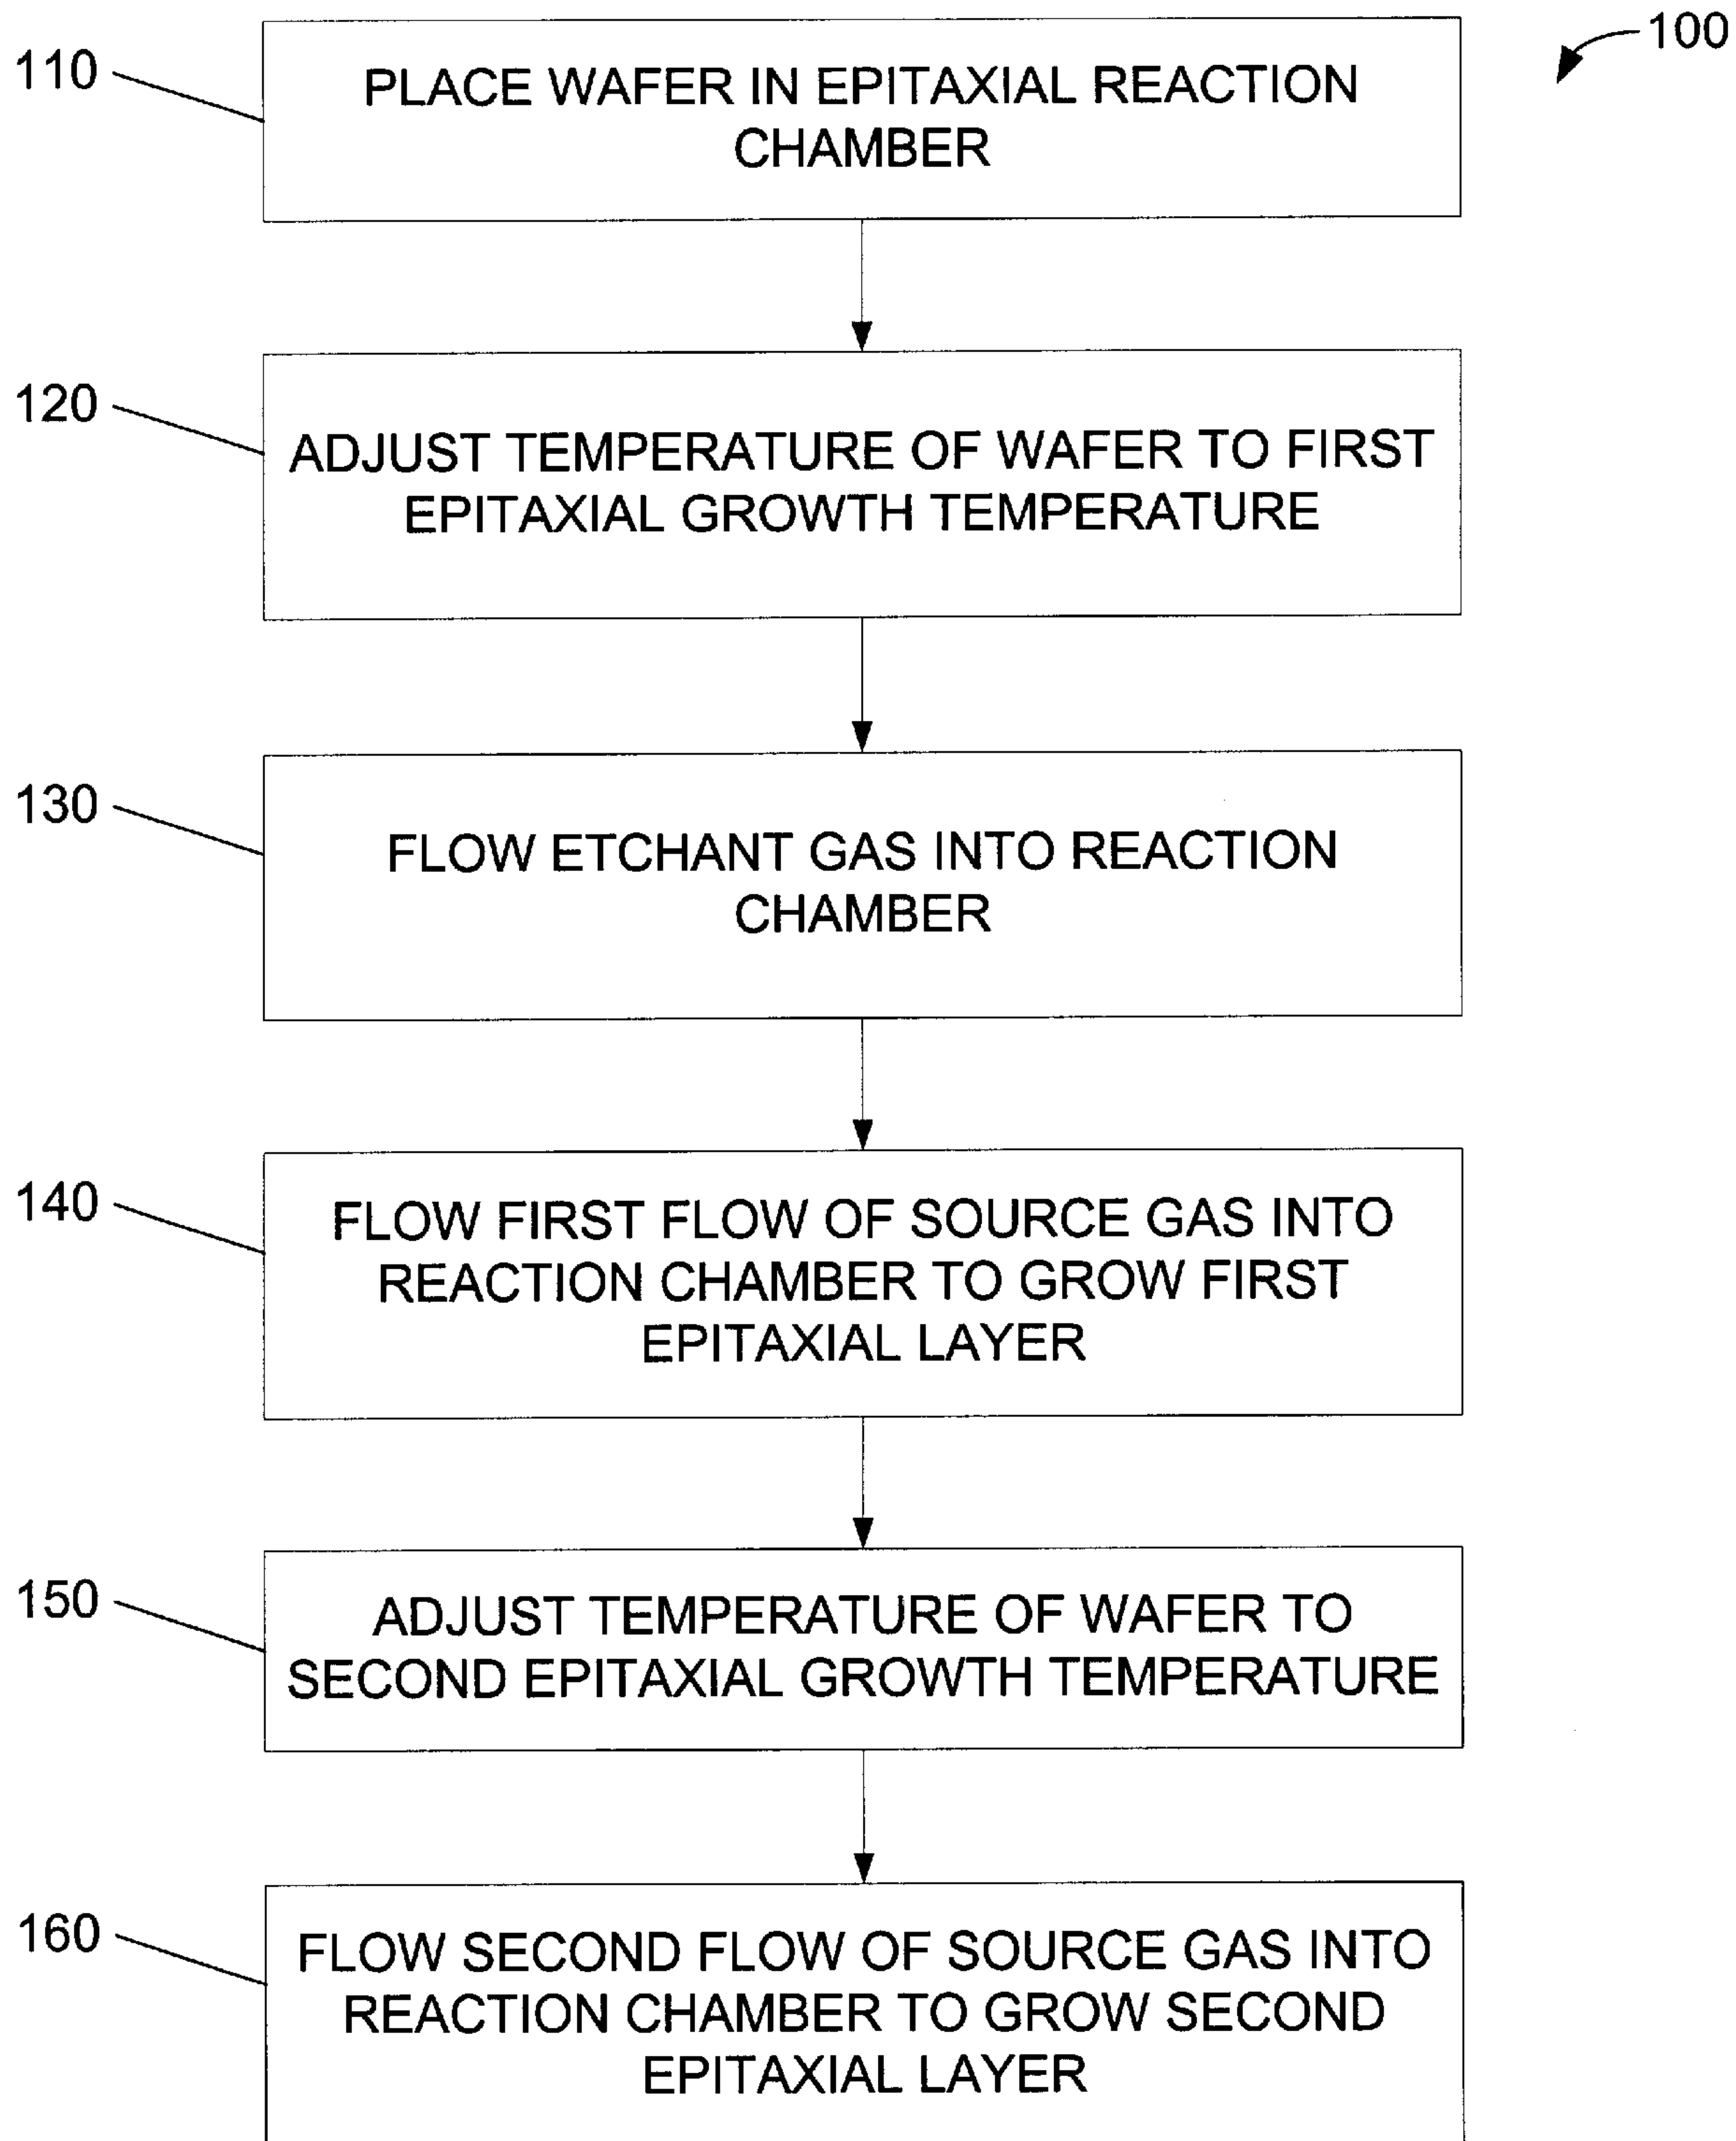 100
110
PLACE WAFER IN EPITAXIAL REACTION
CHAMBER
120
ADJUST TEMPERATURE OF WAFER TO FIRST
EPITAXIAL GROWTH TEMPERATURE
130
FLOW ETCHANT GAS INTO REACTION
CHAMBER
140
FLOW FIRST FLOW OF SOURCE GAS INTO
REACTION CHAMBER TO GROW FIRST
EPITAXIAL LAYER
150
ADJUST TEMPERATURE OF WAFER TO
SECOND EPITAXIAL GROWTH TEMPERATURE
160
FLOW SECOND FLOW OF SOURCE GAS INTO
REACTION CHAMBER TO GROW SECOND
EPITAXIAL LAYER